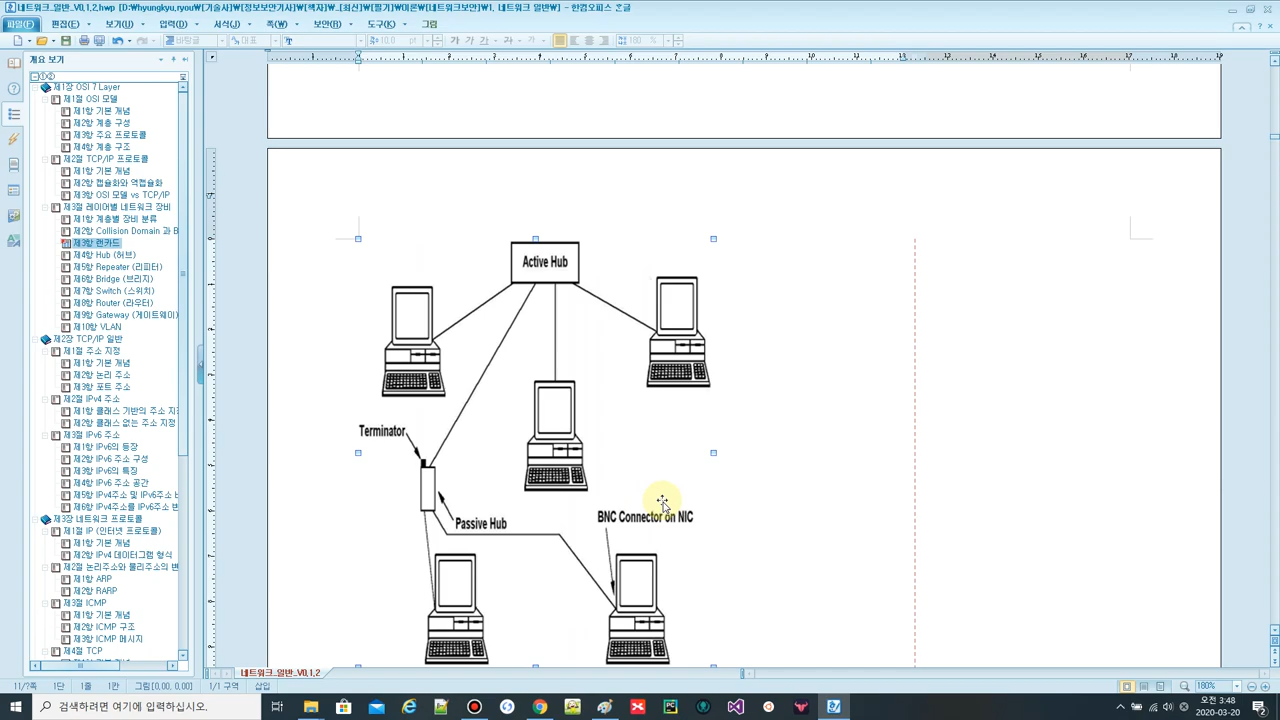 네트워크_일반_V0,1,2.hwp [D:₩hyungkyu,ryou₩[기술사]₩[정보보안기사]₩[책자]₩_[최신]₩[필기]₩이론₩[네트워크보안]₩1, 네트워크 일반₩] - 한컴오피스 흔글
파일(F) 편집(E) 보기(U) 입력(D) 서식(J) 쪽(W) 보안(R) 도구(K) 그림
바탕글 대표 10.0 pt 가 가 가 가 가 180 %
개요 보기
제1장 OSI 7 Layer
제1절 OSI 모델
제1항 기본 개념
제2항 계층 구성
제3항 주요 프로토콜
제4항 계층 구조
제2절 TCP/IP 프로토콜
제1항 기본 개념
제2항 캡슐화와 역캡슐화
제3항 OSI 모델 vs TCP/IP
제3절 레이어별 네트워크 장비
제1항 계층별 장비 분류
제2항 Collision Domain 과 B
제3항 랜카드
제4항 Hub (허브)
제5항 Repeater (리피터)
제6항 Bridge (브리지)
제7항 Switch (스위치)
제8항 Router (라우터)
제9항 Gateway (게이트웨이)
제10항 VLAN
제2장 TCP/IP 일반
제1절 주소 지정
제1항 기본 개념
제2항 논리 주소
제3항 포트 주소
제2절 IPv4 주소
제1항 클래스 기반의 주소 지정
제2항 클래스 없는 주소 지정
제3절 IPv6 주소
제1항 IPv6의 등장
제2항 IPv6 주소 구성
제3항 IPv6의 특징
제4항 IPv6 주소 공간
제5항 IPv4주소 및 IPv6주소 비
제6항 IPv4주소를 IPv6주소 변
제3장 네트워크 프로토콜
제1절 IP (인터넷 프로토콜)
제1항 기본 개념
제2항 IPv4 데이터그램 형식
제2절 논리주소와 물리주소의 변
제1항 ARP
제2항 RARP
제3절 ICMP
제1항 기본 개념
제2항 ICMP 구조
제3항 ICMP 메시지
제4절 TCP
Active Hub
Terminator
Passive Hub
BNC Connector on NIC
네트워크_일반_V0,1,2
11/?쪽 1단 1줄 1칸 그림[0,00, 0,00] 1/1 구역 삽입 180%
검색하려면 여기에 입력하십시오.
오전 3:48
2020-03-20